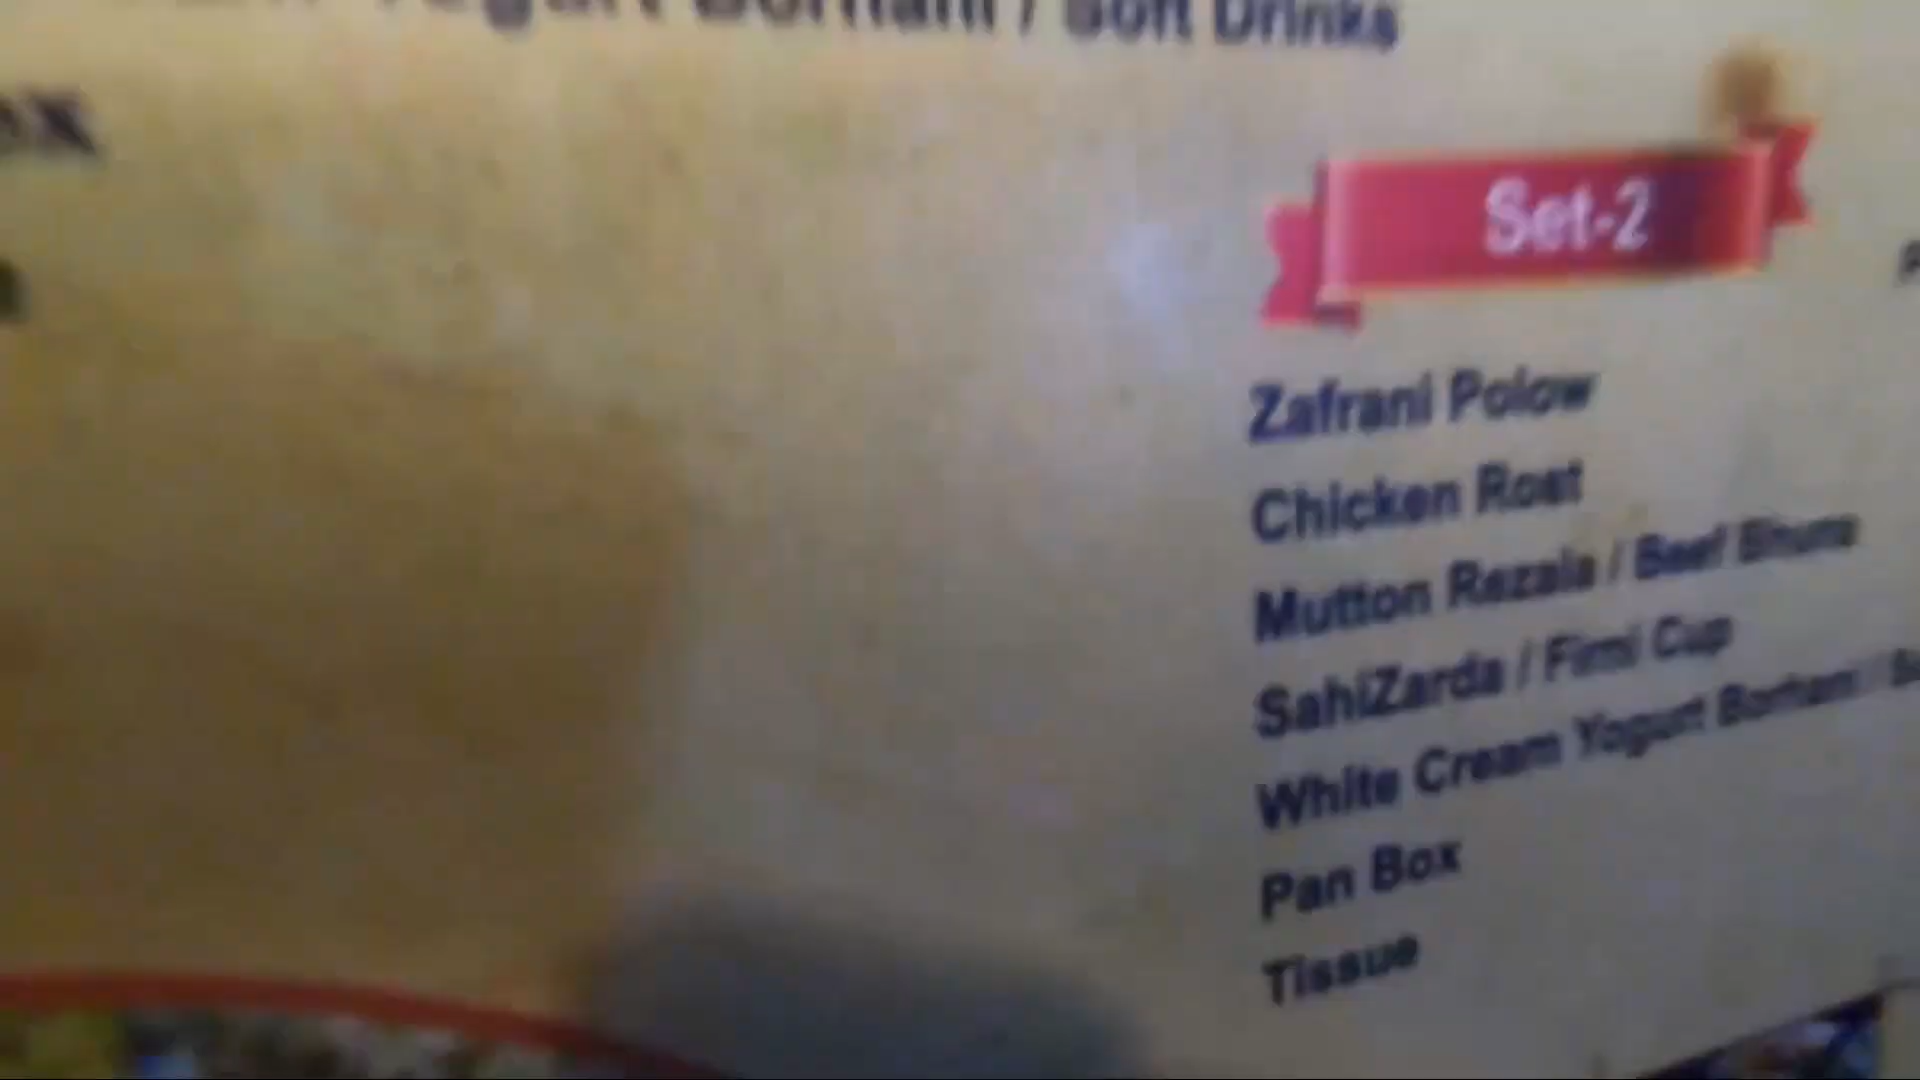 Yogurt Borhani / Soft Drinks
Set-2
Zafrani Polow
Chicken Rost
Mutton Rezala / Beef Bhuna
SahiZarda / Firni Cup
White Cream Yogurt Borhani /
Pan Box
Tissue